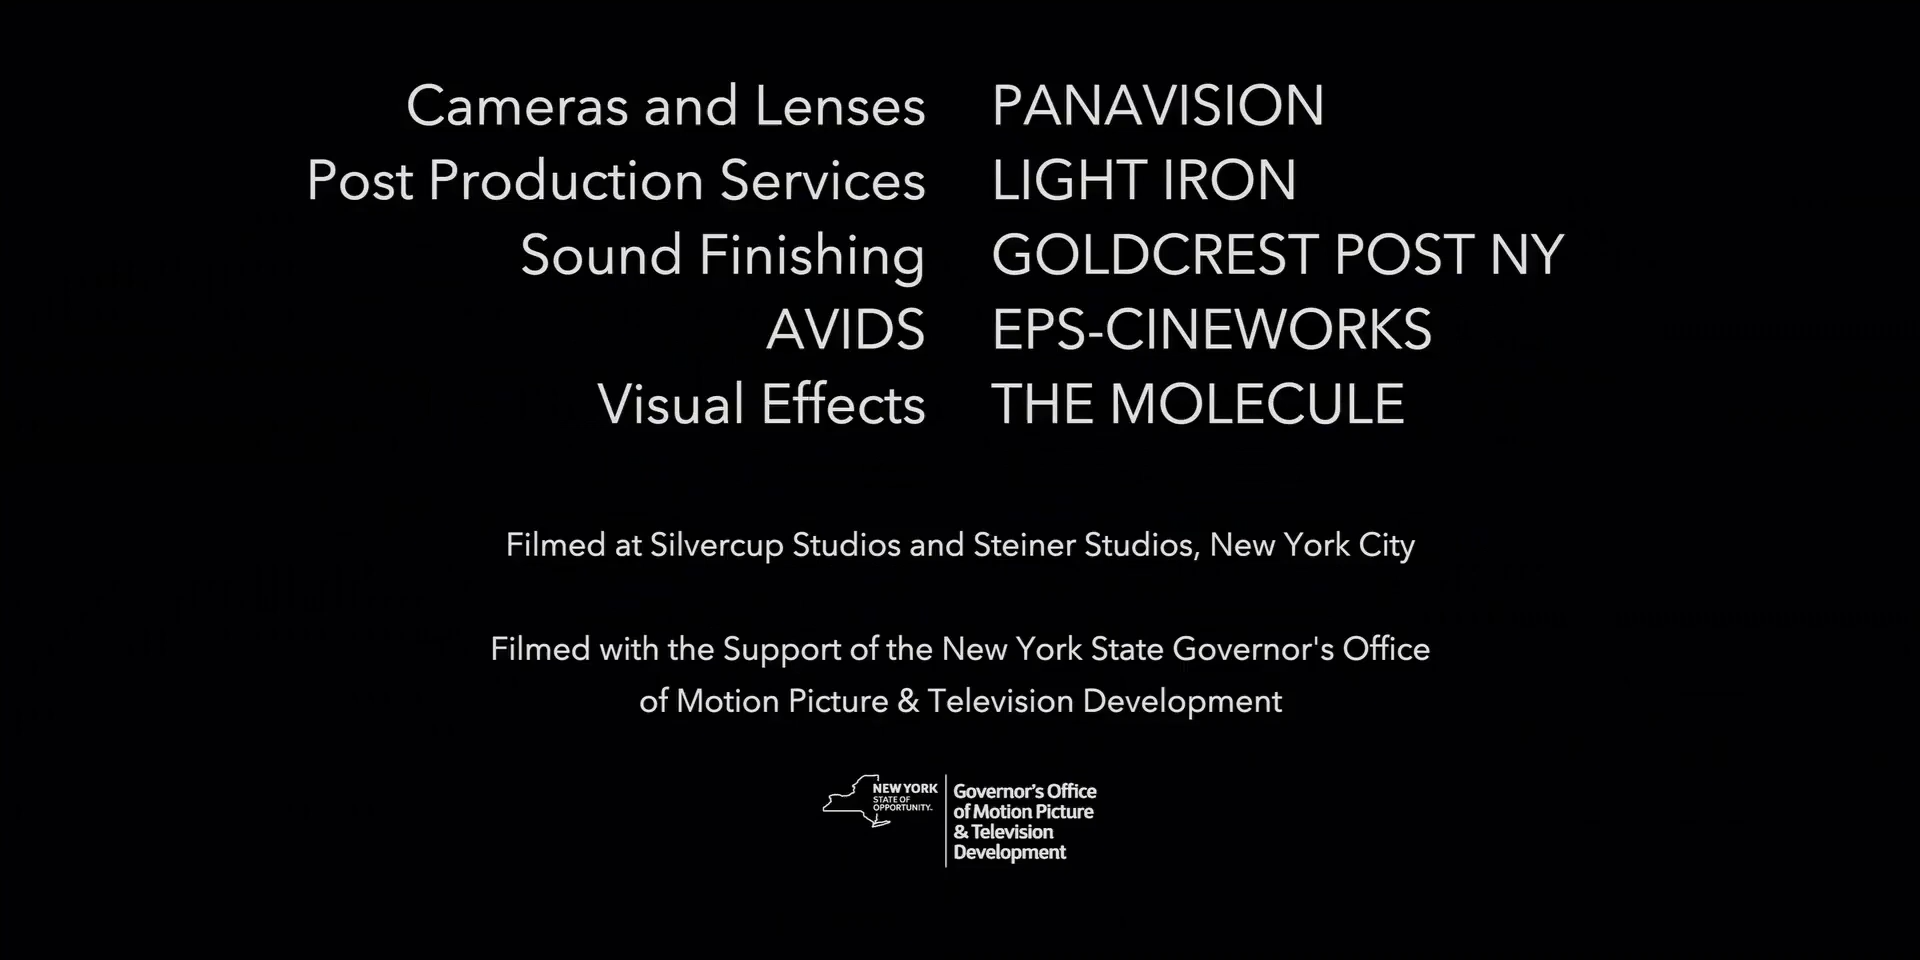 Cameras and Lenses PANAVISION
Post Production Services LIGHT IRON
Sound Finishing GOLDCREST POST NY
AVIDS EPS-CINEWORKS
Visual Effects THE MOLECULE
Filmed at Silvercup Studios and Steiner Studios, New York City
Filmed with the Support of the New York State Governor's Office
of Motion Picture & Television Development
NEW YORK
STATE OF
OPPORTUNITY.
Governor's Office
of Motion Picture
& Television
Development